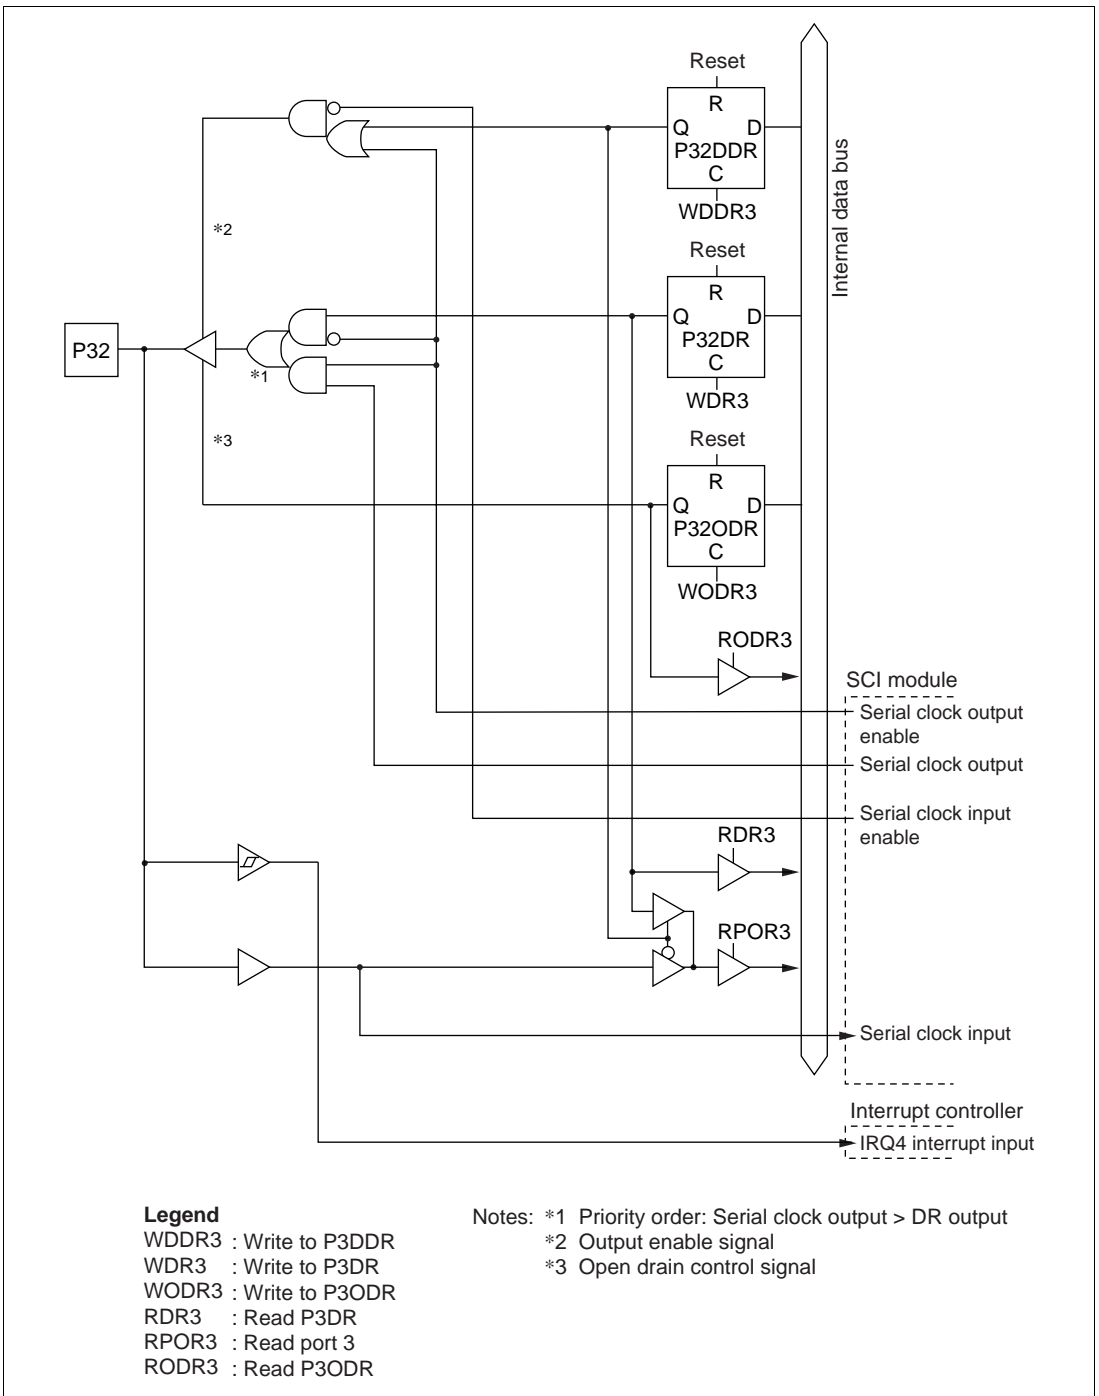 Reset
R
Q D
P32DDR
C
WDDR3
Internal data bus
*2
Reset
R
Q D
P32DR
C
WDR3
P32
*1
*3
Reset
R
Q D
P32ODR
C
WODR3
RODR3
SCI module
Serial clock output
enable
Serial clock output
Serial clock input
enable
RDR3
RPOR3
Serial clock input
Interrupt controller
IRQ4 interrupt input
Legend
WDDR3 : Write to P3DDR
WDR3 : Write to P3DR
WODR3 : Write to P3ODR
RDR3 : Read P3DR
RPOR3 : Read port 3
RODR3 : Read P3ODR
Notes: *1 Priority order: Serial clock output > DR output
*2 Output enable signal
*3 Open drain control signal